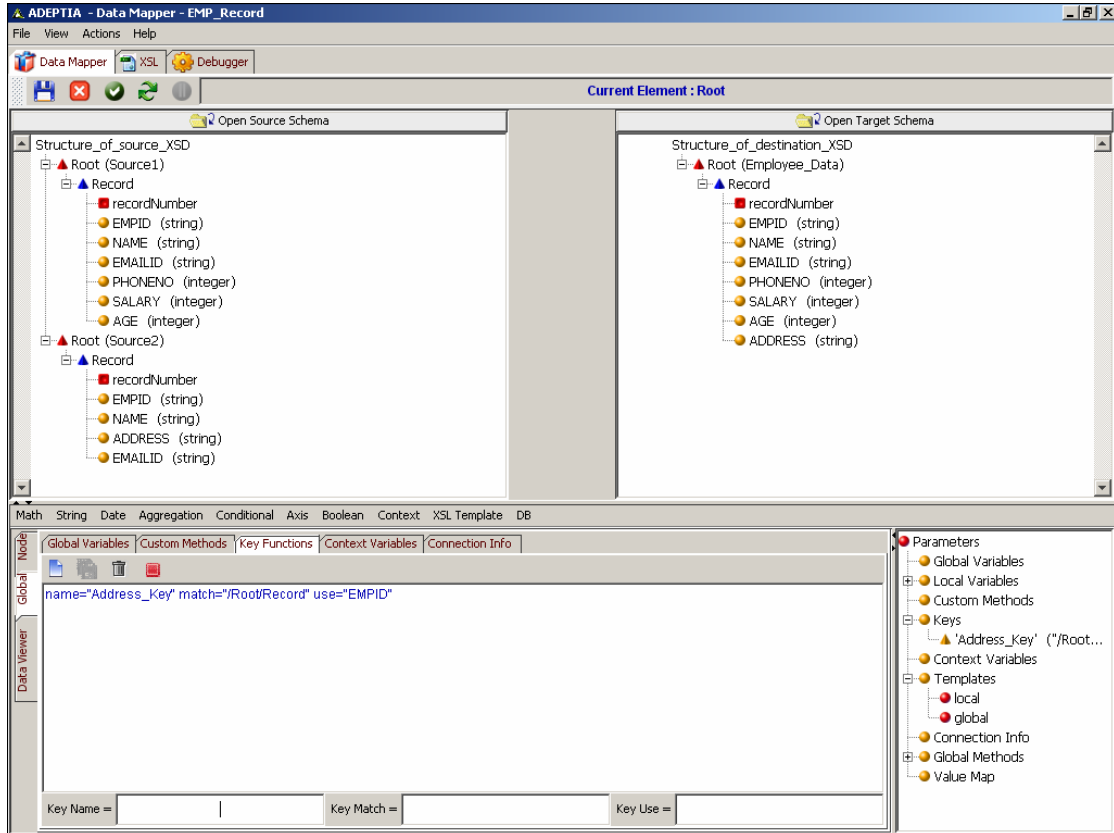 ADEPTIA - Data Mapper - EMP_Record
File View Actions Help
Data Mapper XSL Debugger
Current Element : Root
Open Source Schema
Structure_of_source_XSD
Root (Source1)
Record
recordNumber
EMPID (string)
NAME (string)
EMAILID (string)
PHONENO (integer)
SALARY (integer)
AGE (integer)
Root (Source2)
Record
recordNumber
EMPID (string)
NAME (string)
ADDRESS (string)
EMAILID (string)
Open Target Schema
Structure_of_destination_XSD
Root (Employee_Data)
Record
recordNumber
EMPID (string)
NAME (string)
EMAILID (string)
PHONENO (integer)
SALARY (integer)
AGE (integer)
ADDRESS (string)
Math String Date Aggregation Conditional Axis Boolean Context XSL Template DB
Node
Global
Data Viewer
Global Variables Custom Methods Key Functions Context Variables Connection Info
name="Address_Key" match="/Root/Record" use="EMPID"
Key Name = Key Match = Key Use =
Parameters
Global Variables
Local Variables
Custom Methods
Keys
'Address_Key' ("/Root...
Context Variables
Templates
local
global
Connection Info
Global Methods
Value Map